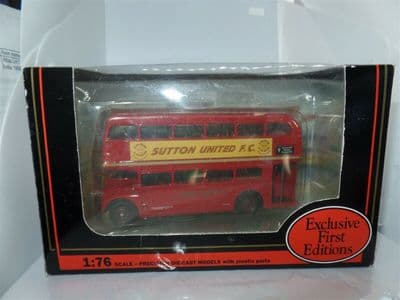 SUTTON UNITED F.C.
Exclusive
First
Editions
1:76 SCALE - PRECISION DIECAST MODELS with plastic parts